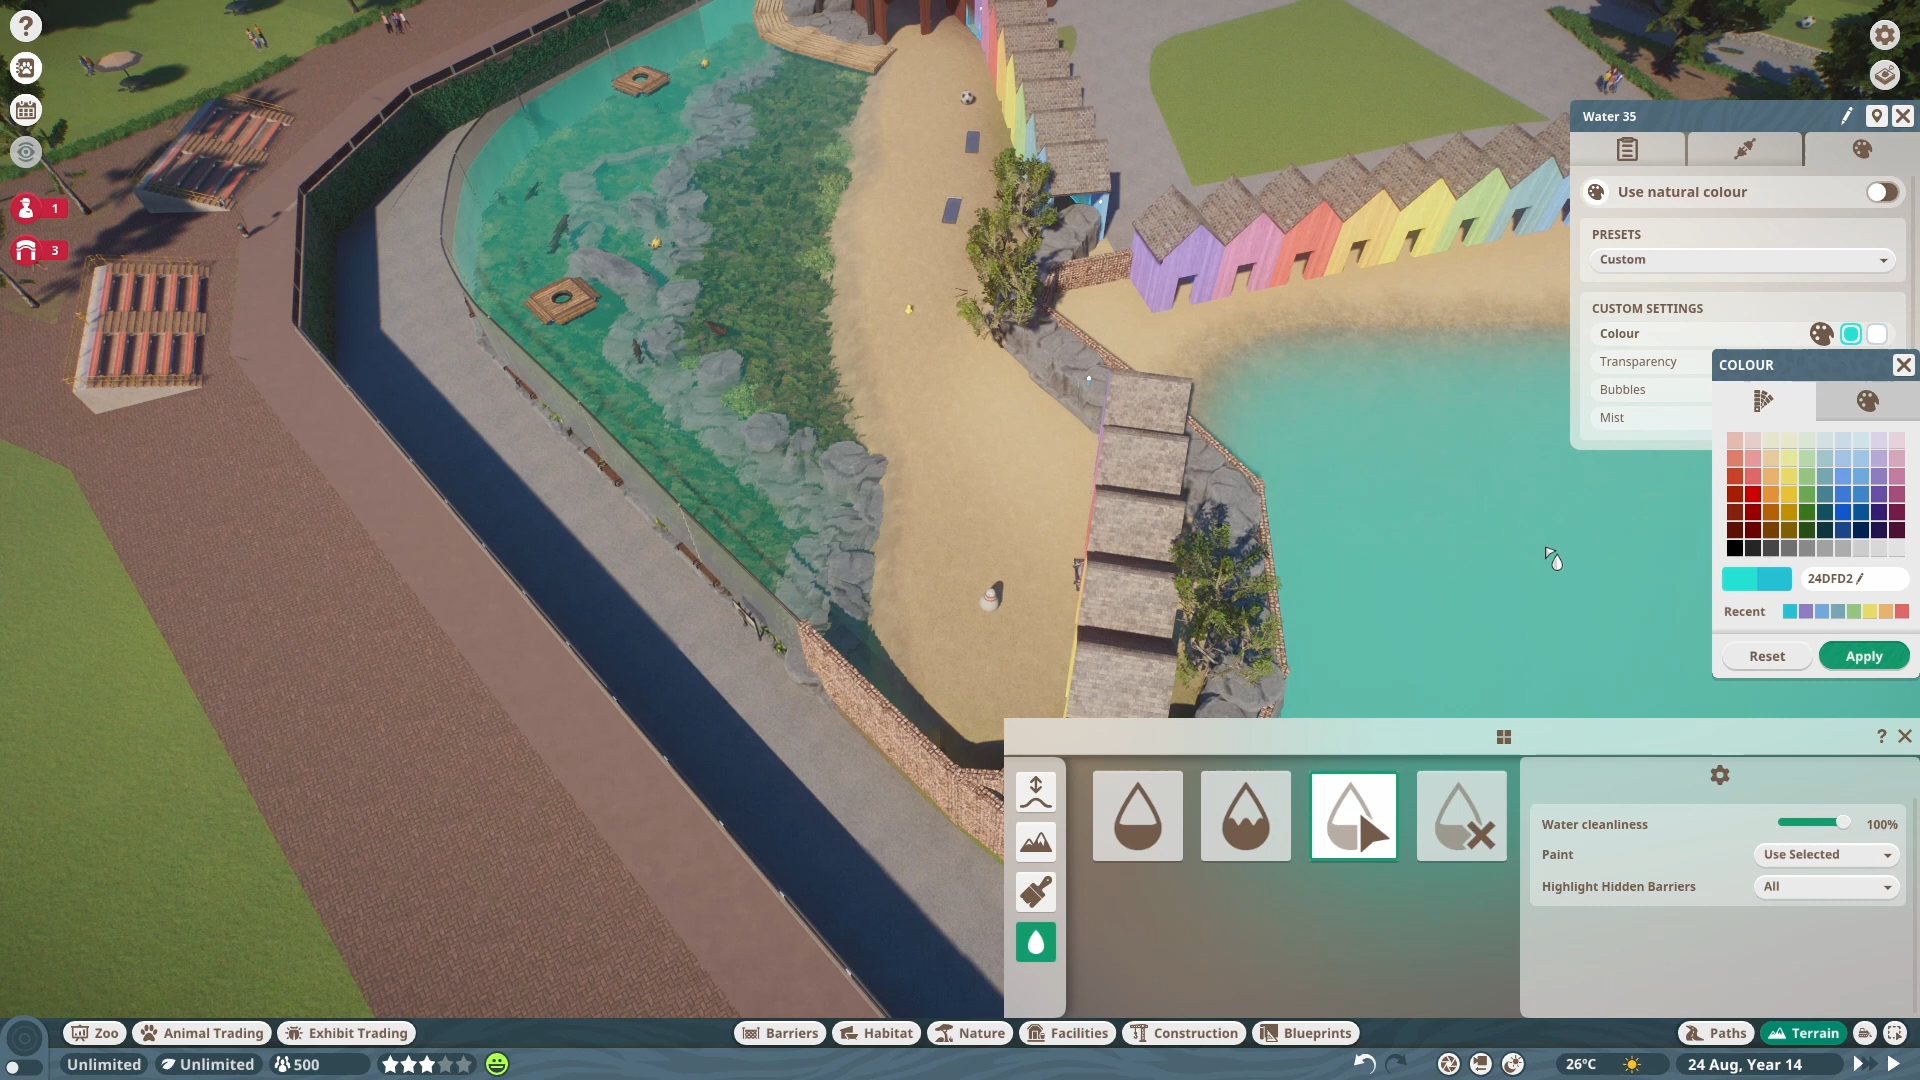 ?
1
3
Water 35
Use natural colour
PRESETS
Custom
CUSTOM SETTINGS
Colour
Transparency
Bubbles
Mist
COLOUR
24DFD2
Recent
Reset
Apply
?
Water cleanliness
100%
Paint
Use Selected
Highlight Hidden Barriers
All
Zoo
Animal Trading
Exhibit Trading
Barriers
Habitat
Nature
Facilities
Construction
Blueprints
Paths
Terrain
Unlimited
Unlimited
500
26°C
24 Aug, Year 14